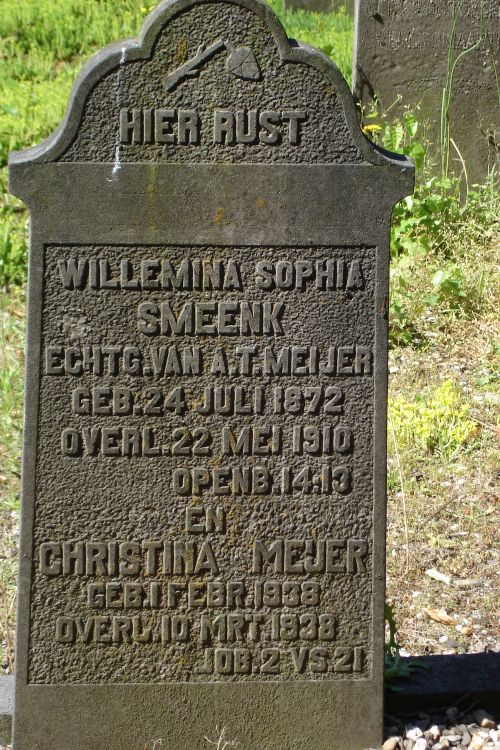 HIER RUST
WILLEMINA SOPHIA
SMEENK
ECHTG.VAN A.T.MEIJER
GEB.24 JULI 1872
OVERL.22 MEI 1910
OPENB.14:13
EN
CHRISTINA MEIJER
GEB.1 FEBR.1938
OVERL.10 MRT.1938
JOB.2 VS.21